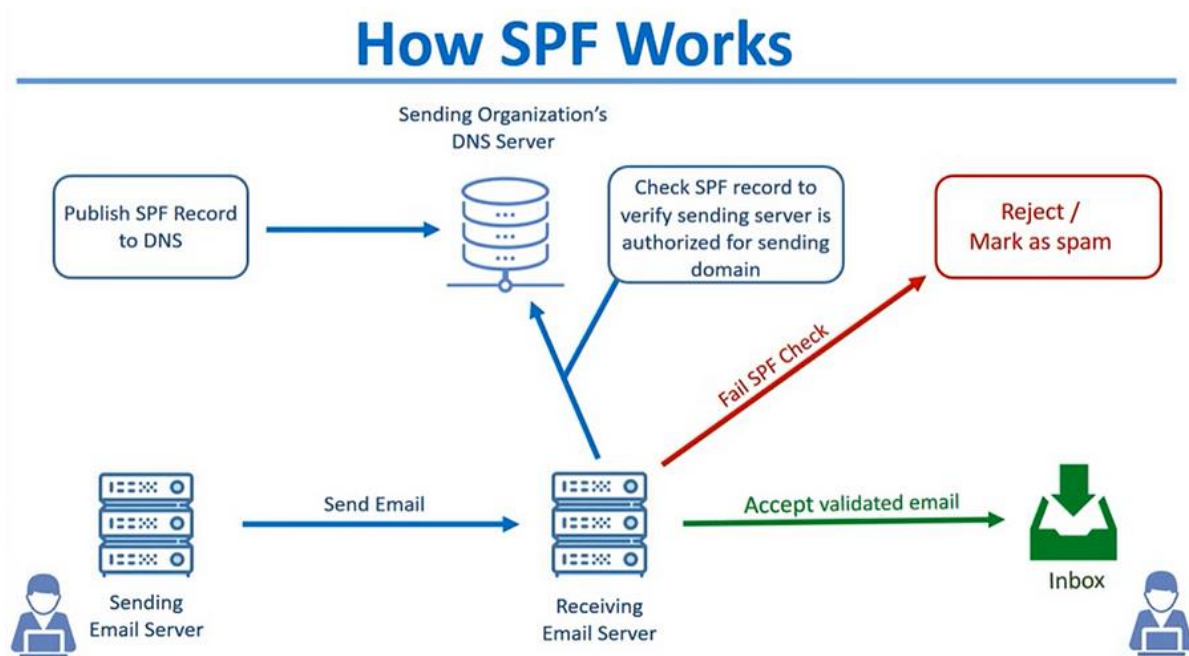 How SPF Works
Sending Organization's
DNS Server
Publish SPF Record
to DNS
Check SPF record to
verify sending server is
authorized for sending
domain
Reject /
Mark as spam
Fail SPF Check
Send Email
Accept validated email
Sending
Email Server
Receiving
Email Server
Inbox